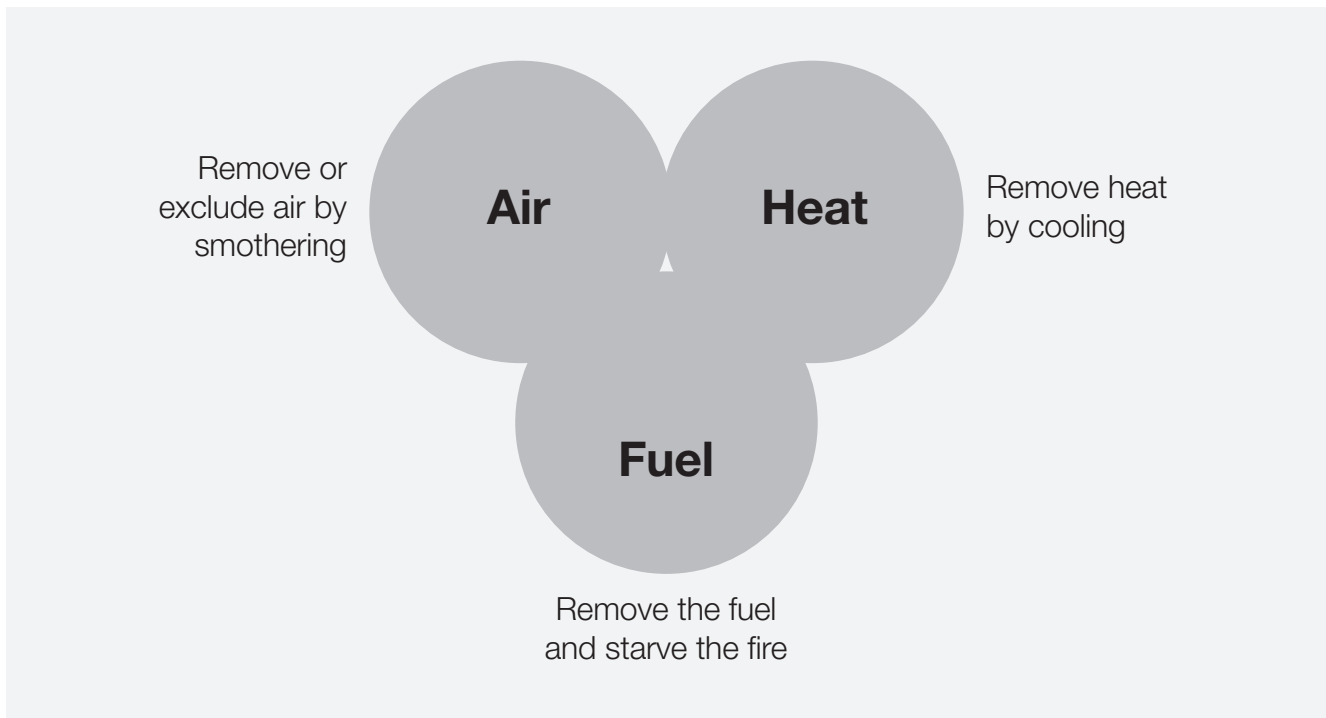 Remove or
exclude air by
smothering
Air
Heat
Remove heat
by cooling
Fuel
Remove the fuel
and starve the fire